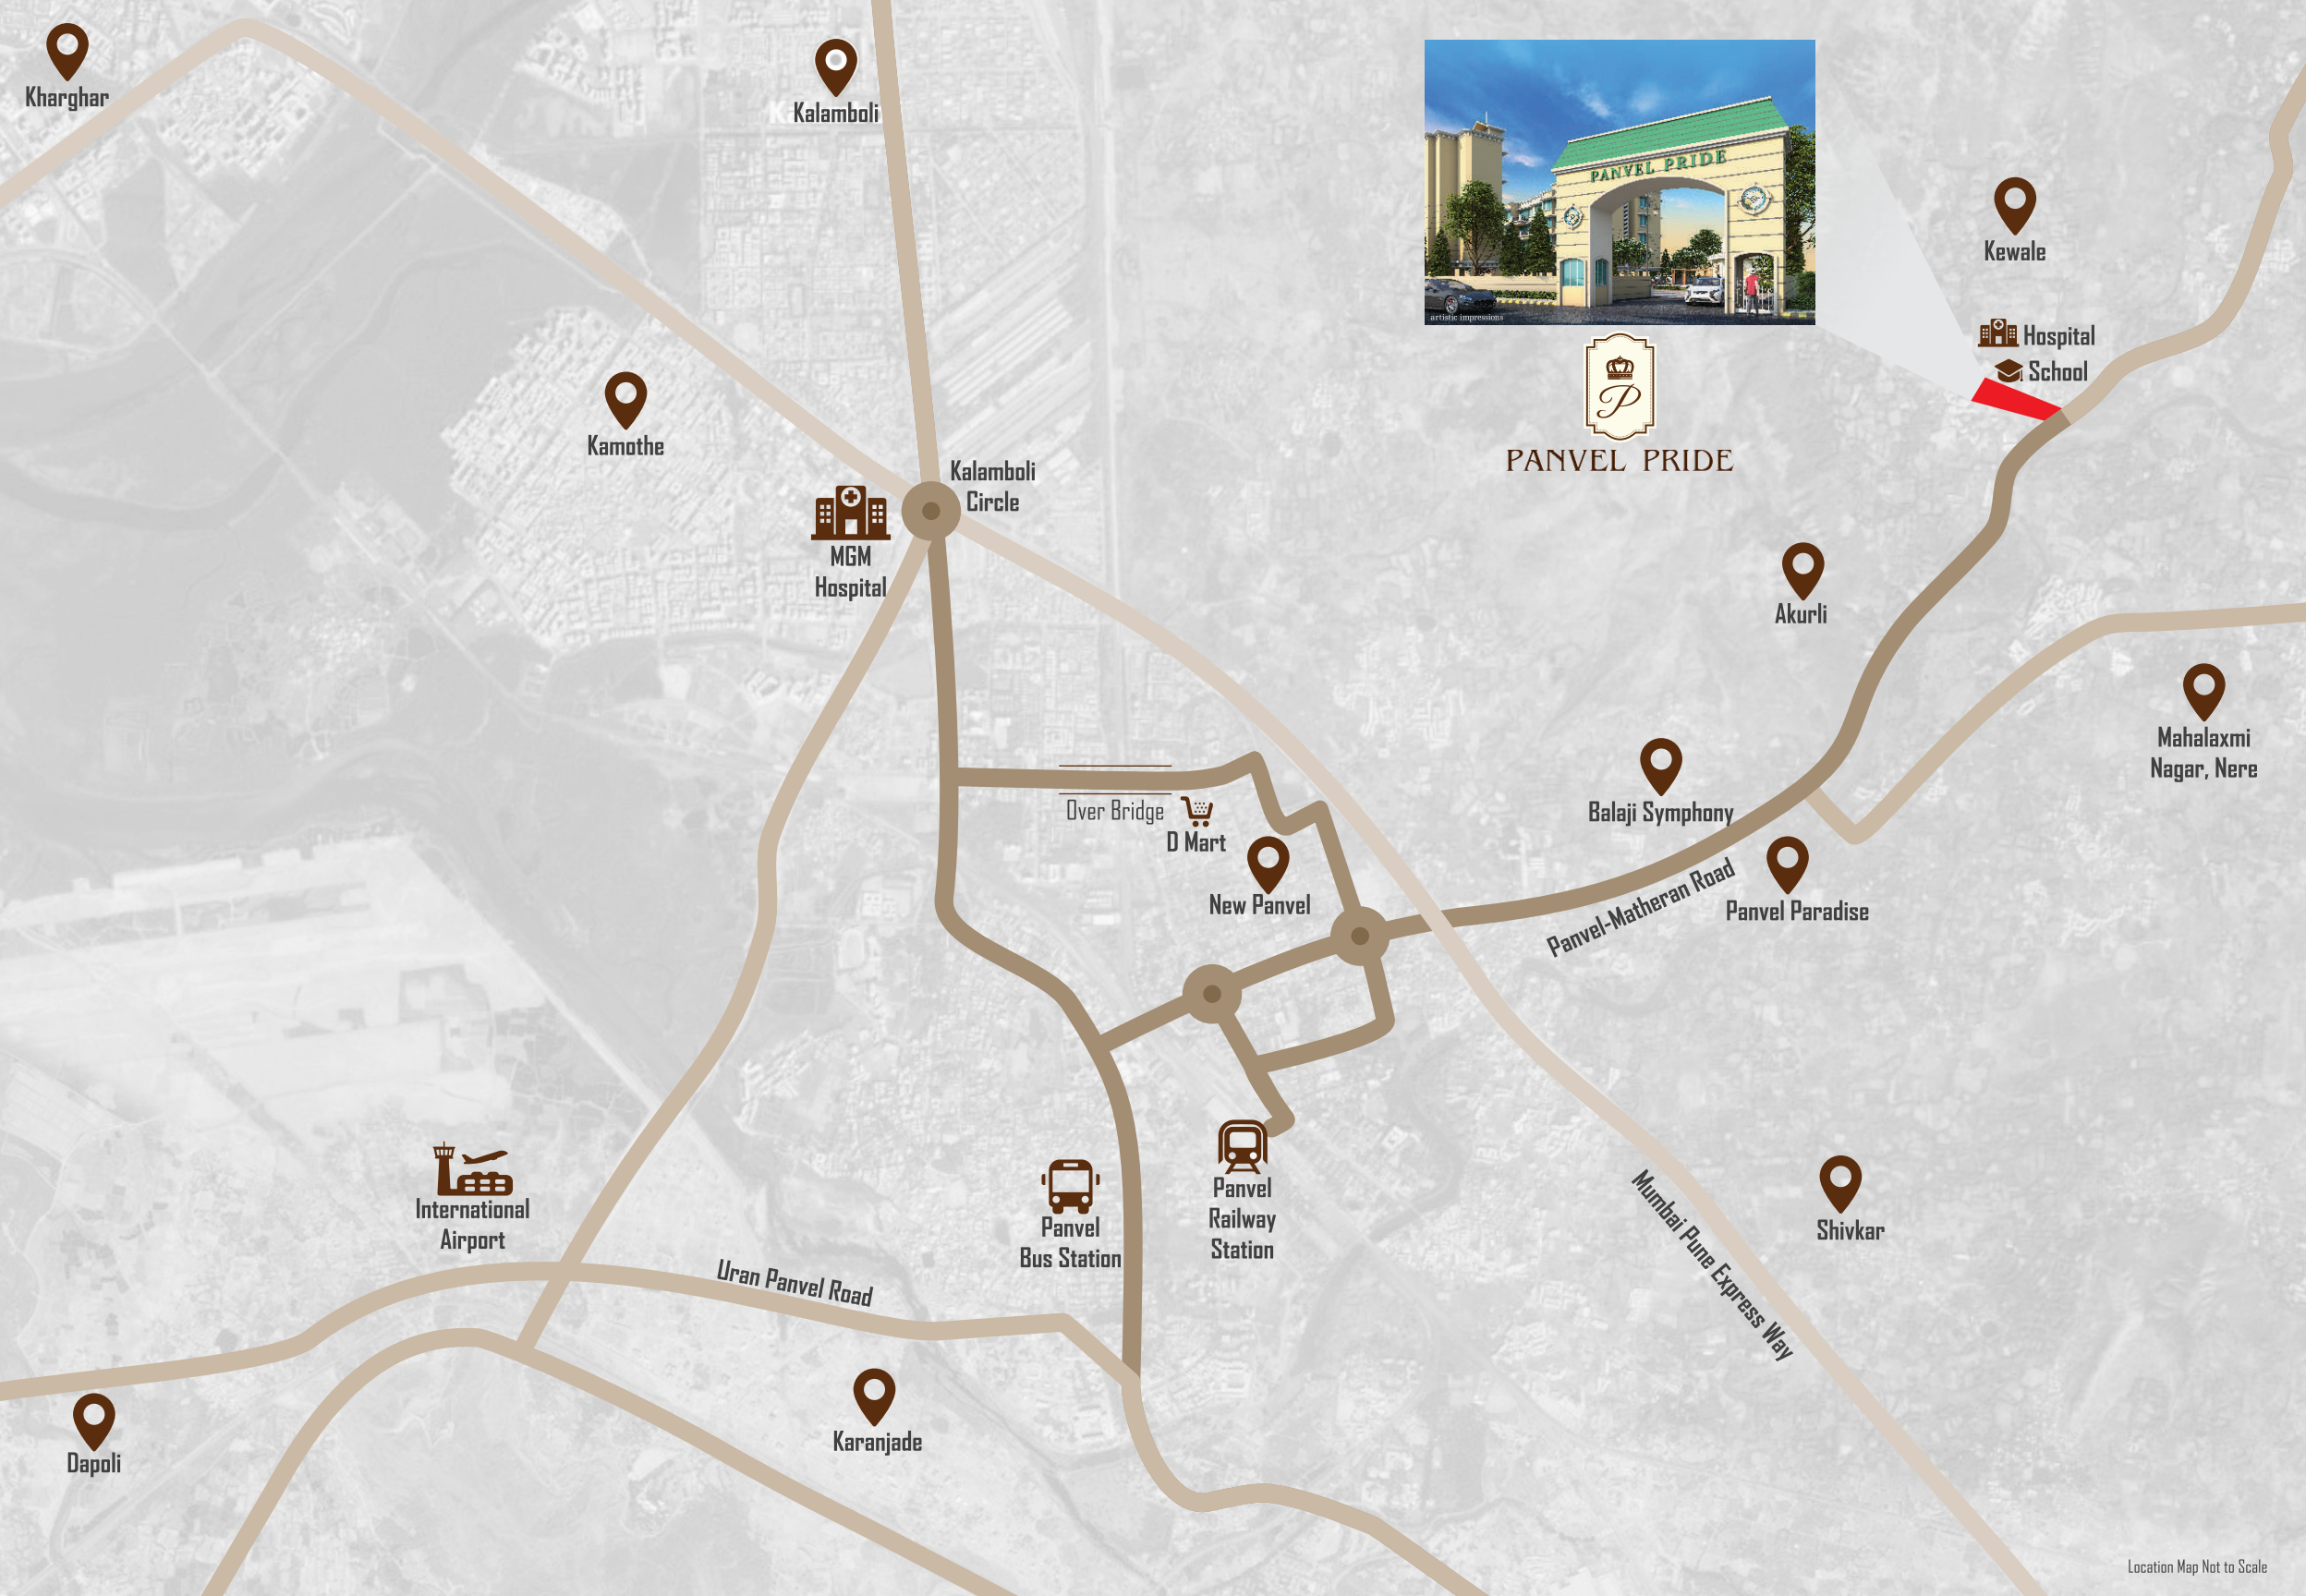 Kharghar
Kalamboli
PANVEL PRIDE
artistic impressions
Kewale
Hospital
School
P
PANVEL PRIDE
Kamothe
Kalamboli
Circle
MGM
Hospital
Akurli
Mahalaxmi
Nagar, Nere
Balaji Symphony
Over Bridge
D Mart
New Panvel
Panvel-Matheran Road
Panvel Paradise
International
Airport
Panvel
Bus Station
Panvel
Railway
Station
Shivkar
Mumbai Pune Express Way
Uran Panvel Road
Karanjade
Dapoli
Location Map Not to Scale